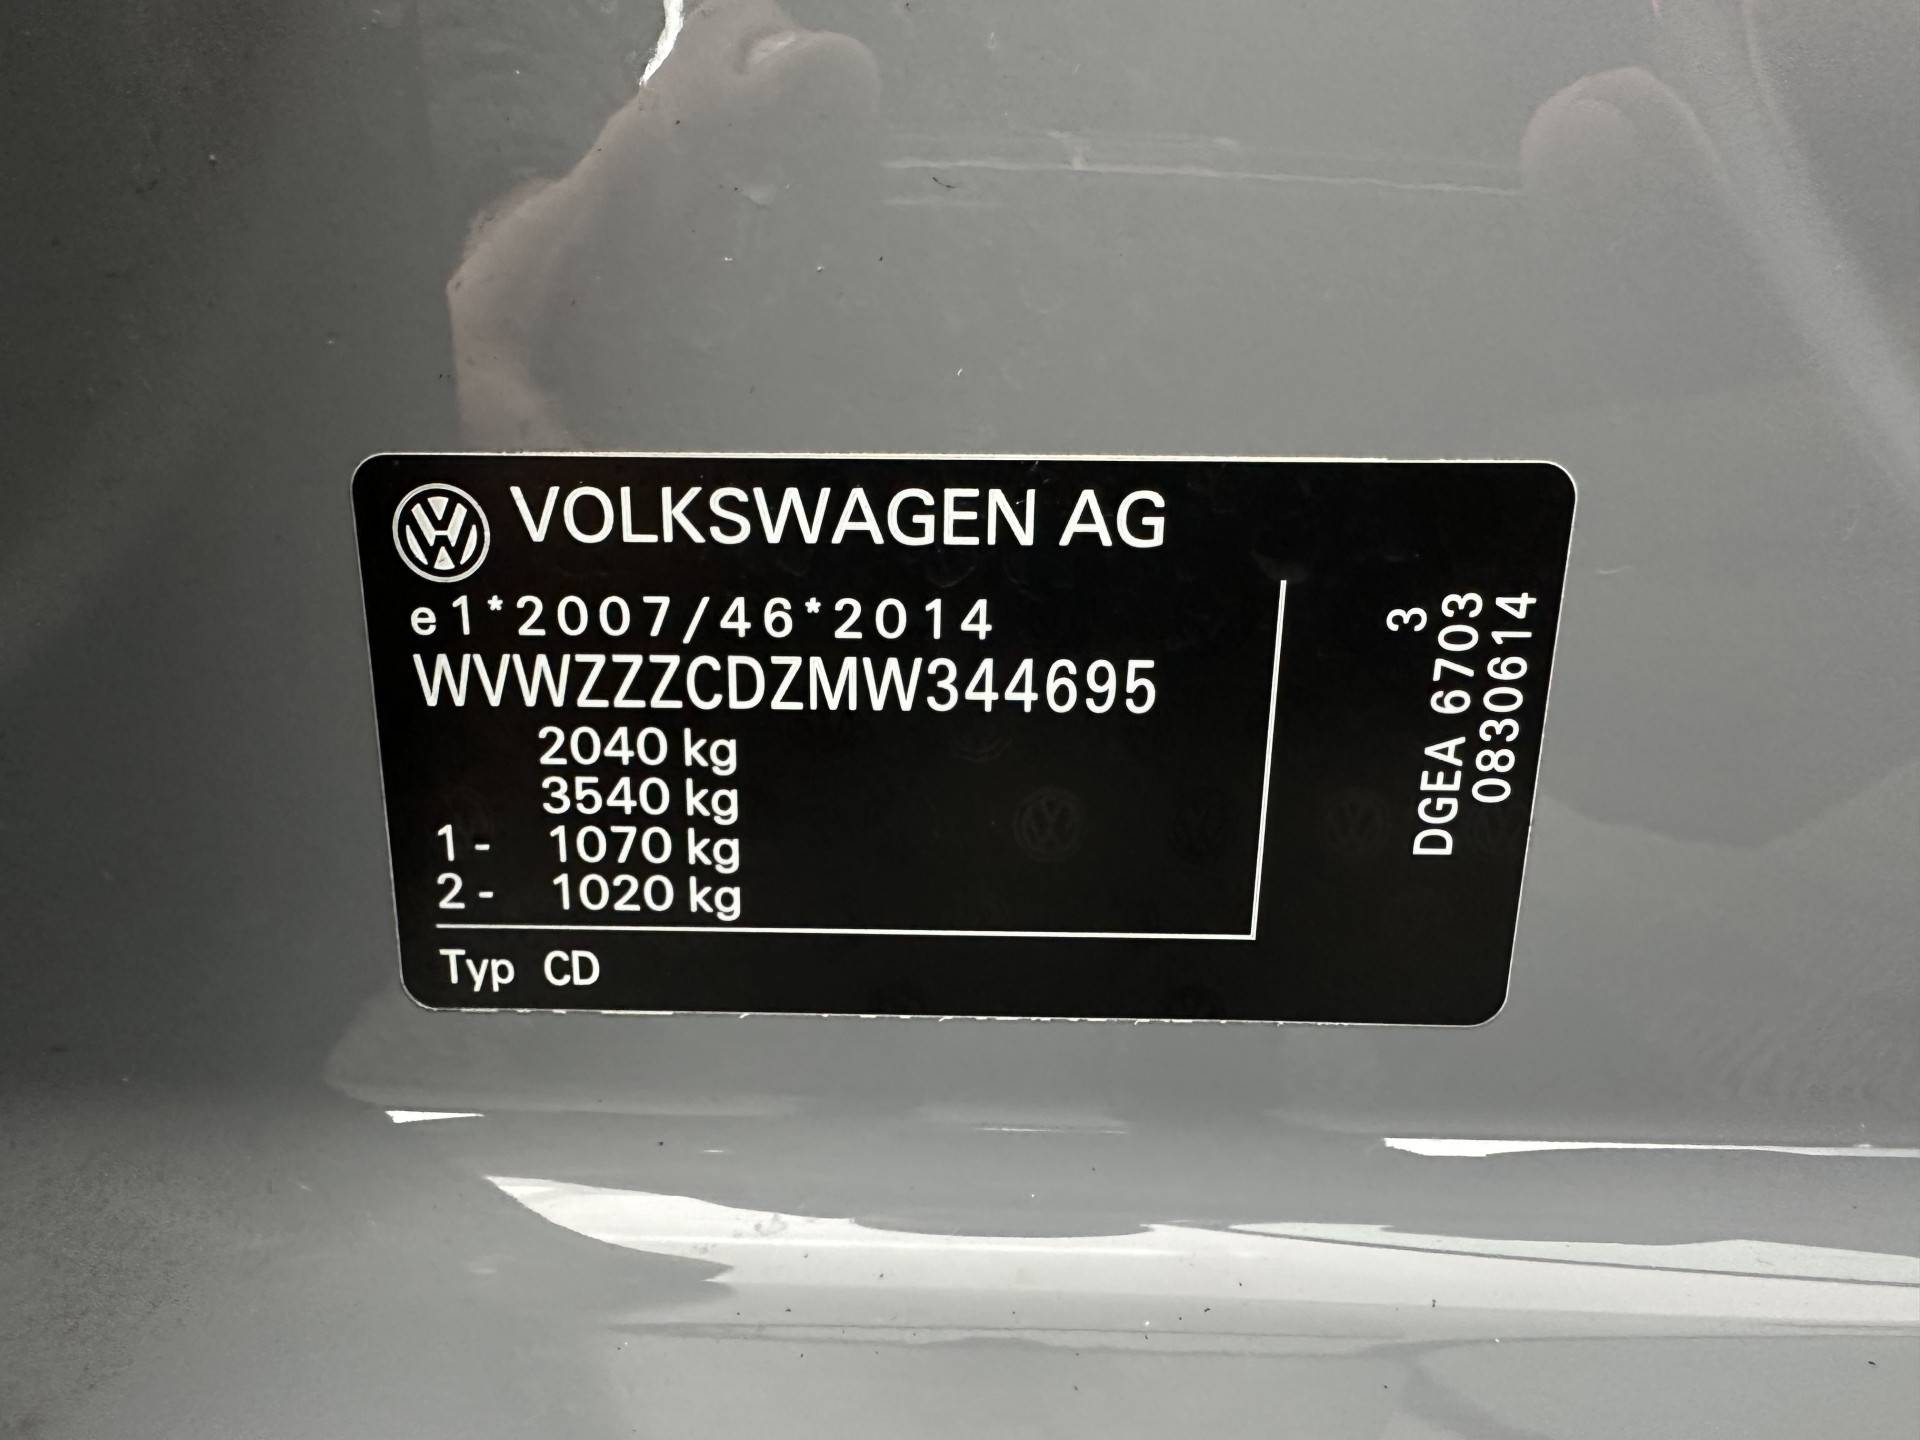 VOLKSWAGEN AG
e1*2007/46*2014
WVWZZZCDZMW344695
2040 kg
3540 kg
1- 1070 kg
2- 1020 kg
Typ CD
3
DGEA 6703
0830614